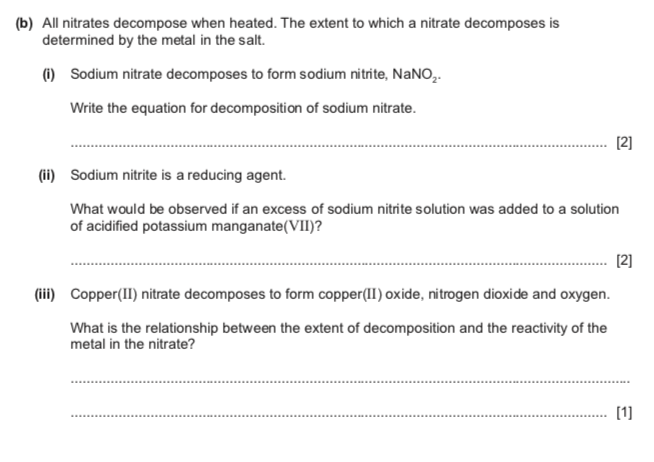 (b) All nitrates decompose when heated. The extent to which a nitrate decomposes is
determined by the metal in the salt.
(i) Sodium nitrate decomposes to form sodium nitrite, NaNO₂.
Write the equation for decomposition of sodium nitrate.
[2]
(ii) Sodium nitrite is a reducing agent.
What would be observed if an excess of sodium nitrite solution was added to a solution
of acidified potassium manganate(VII)?
[2]
(iii) Copper(II) nitrate decomposes to form copper(II) oxide, nitrogen dioxide and oxygen.
What is the relationship between the extent of decomposition and the reactivity of the
metal in the nitrate?
[1]